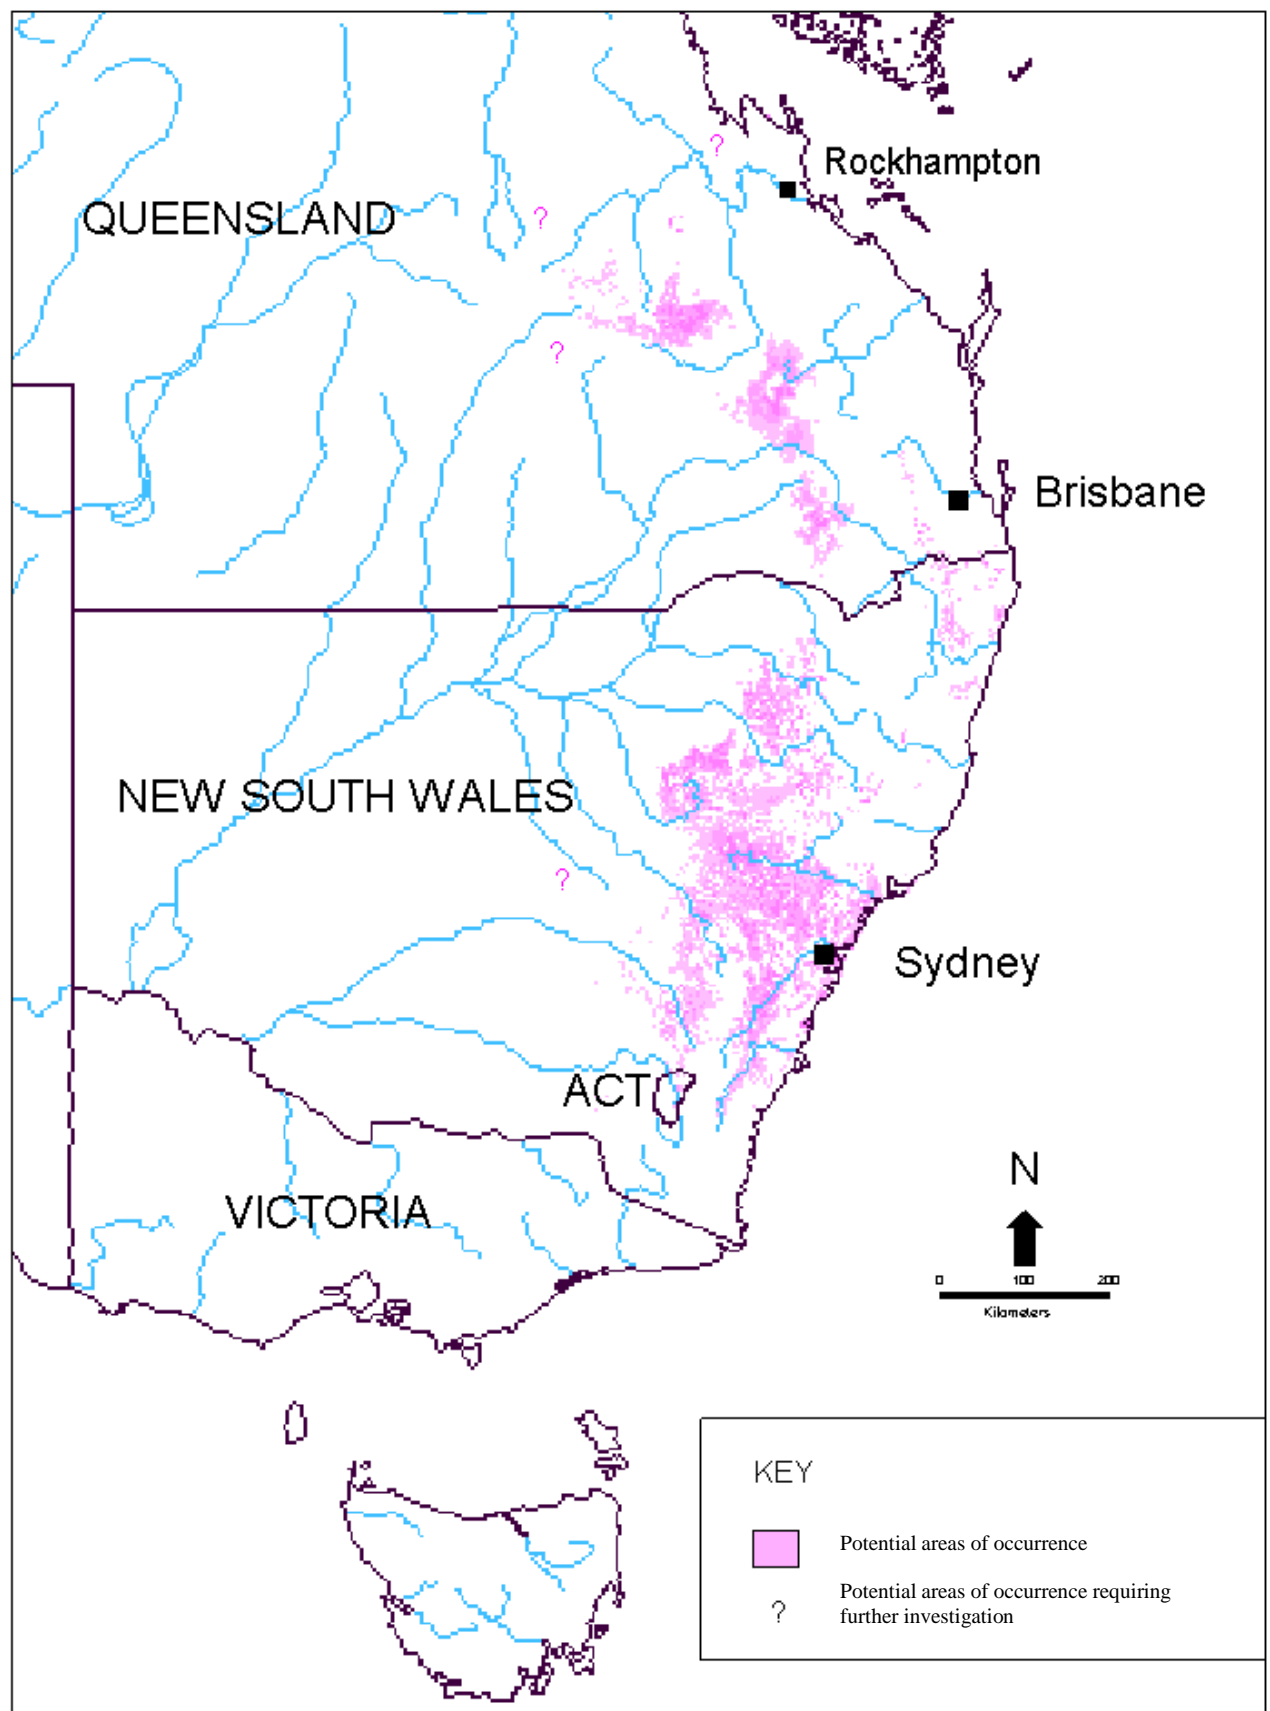 ?
Rockhampton
QUEENSLAND
?
?
Brisbane
NEW SOUTH WALES
?
Sydney
ACT
N
VICTORIA
0 100 200
Kilometers
KEY
Potential areas of occurrence
? Potential areas of occurrence requiring
further investigation